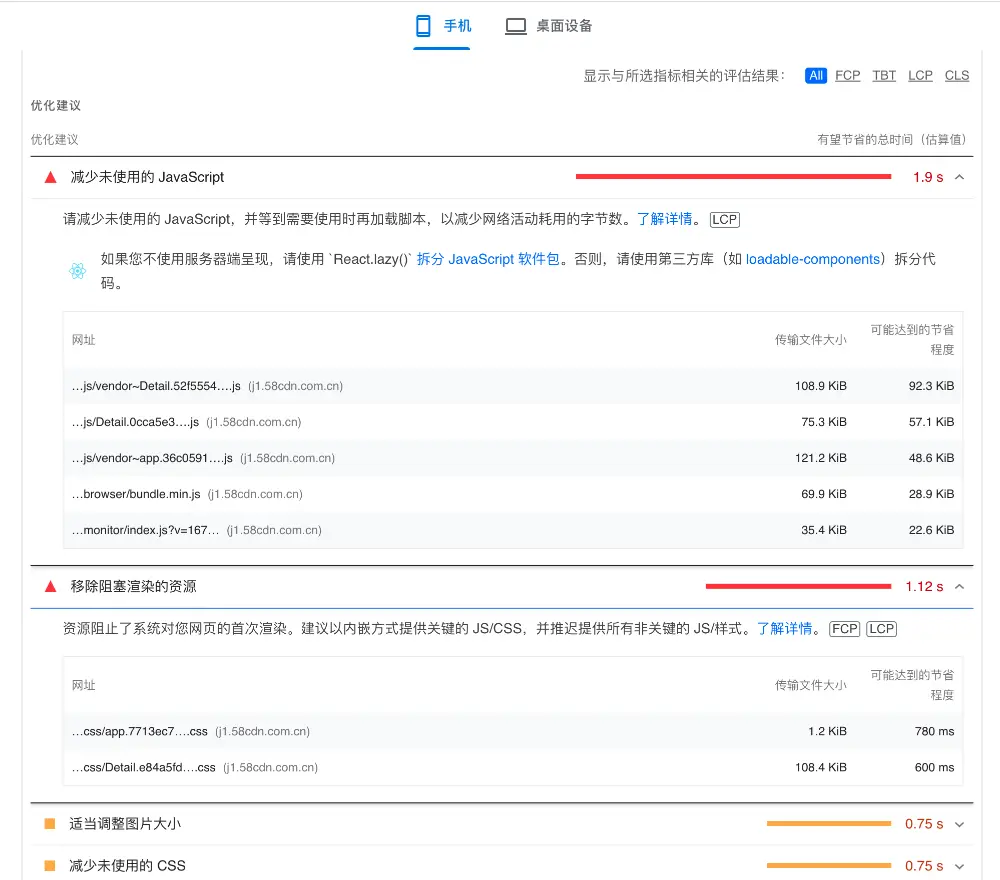 手机 桌面设备
显示与所选指标相关的评估结果： All FCP TBT LCP CLS
优化建议
优化建议 有望节省的总时间（估算值）
减少未使用的 JavaScript 1.9 s
请减少未使用的 JavaScript，并等到需要使用时再加载脚本，以减少网络活动耗用的字节数。了解详情。 LCP
如果您不使用服务器端呈现，请使用 `React.lazy()` 拆分 JavaScript 软件包。否则，请使用第三方库（如 loadable-components）拆分代
码。
网址 传输文件大小 可能达到的节省
程度
…js/vendor~Detail.52f5554….js (j1.58cdn.com.cn) 108.9 KiB 92.3 KiB
…js/Detail.0cca5e3….js (j1.58cdn.com.cn) 75.3 KiB 57.1 KiB
…js/vendor~app.36c0591….js (j1.58cdn.com.cn) 121.2 KiB 48.6 KiB
…browser/bundle.min.js (j1.58cdn.com.cn) 69.9 KiB 28.9 KiB
…monitor/index.js?v=167… (j1.58cdn.com.cn) 35.4 KiB 22.6 KiB
移除阻塞渲染的资源 1.12 s
资源阻止了系统对您网页的首次渲染。建议以内嵌方式提供关键的 JS/CSS，并推迟提供所有非关键的 JS/样式。了解详情。 FCP LCP
网址 传输文件大小 可能达到的节省
程度
…css/app.7713ec7….css (j1.58cdn.com.cn) 1.2 KiB 780 ms
…css/Detail.e84a5fd….css (j1.58cdn.com.cn) 108.4 KiB 600 ms
适当调整图片大小 0.75 s
减少未使用的 CSS 0.75 s